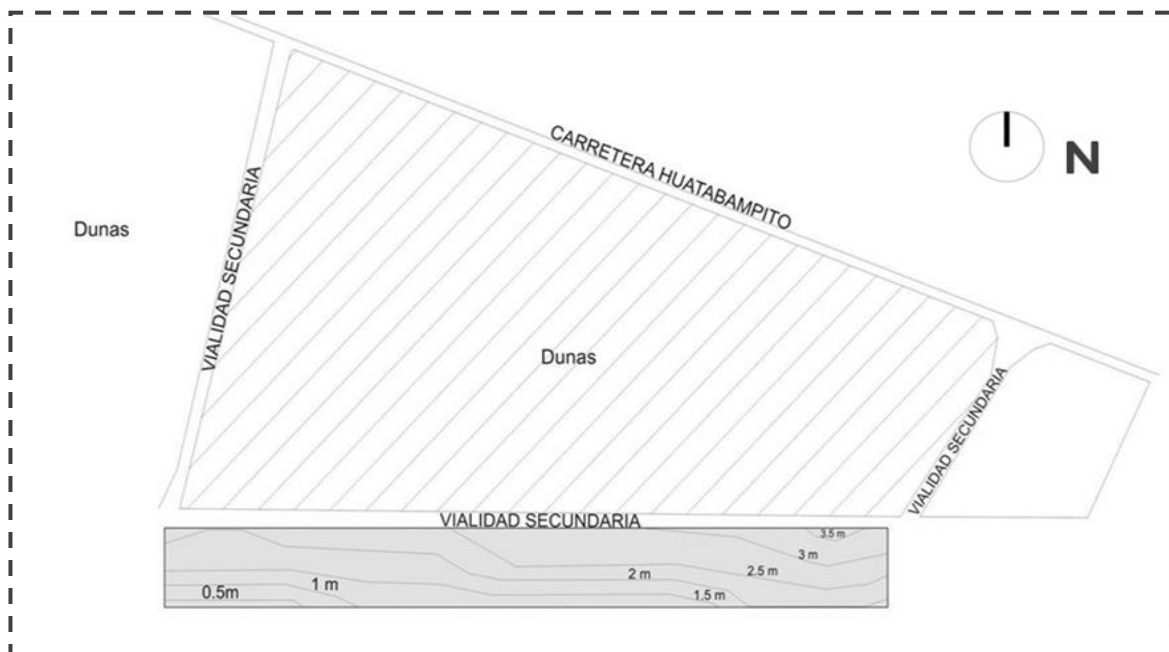 CARRETERA HUATABAMPITO
N
VIALIDAD SECUNDARIA
Dunas
Dunas
VIALIDAD SECUNDARIA
VIALIDAD SECUNDARIA
3.5 m
3 m
2.5 m
2 m
1 m
0.5m
1.5 m